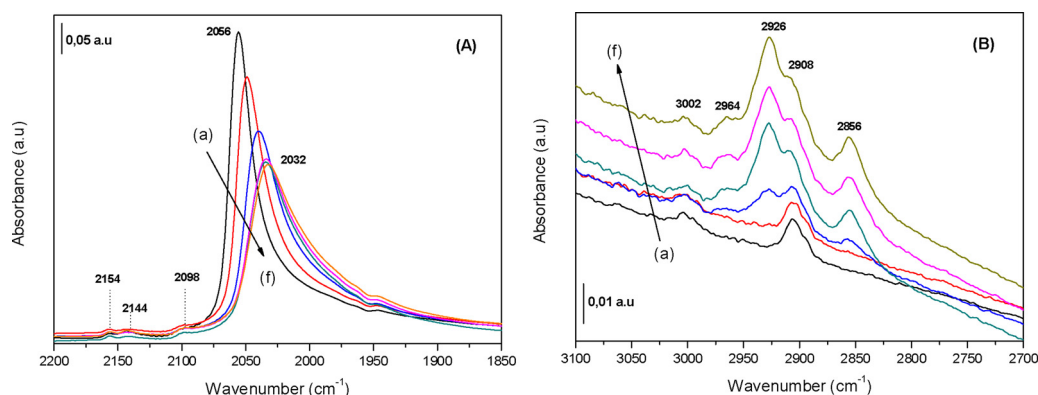 0,05 a.u
2056
(A)
(a)
2032
(f)
2154
2144
2098
Absorbance (a.u)
2200 2150 2100 2050 2000 1950 1900 1850
Wavenumber (cm⁻¹)
(B)
2926
2908
(f)
3002
2964
2856
(a)
0,01 a.u
Absorbance (a.u)
3100 3050 3000 2950 2900 2850 2800 2750 2700
Wavenumber (cm⁻¹)